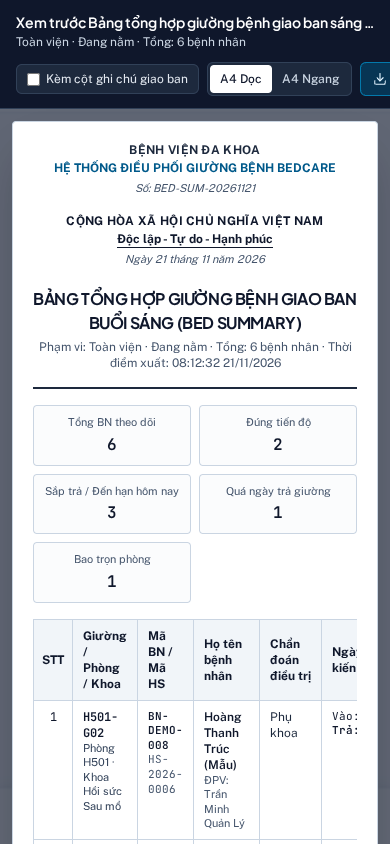 Xem trước Bảng tổng hợp giường bệnh giao ban sáng ...
Toàn viện · Đang nằm · Tổng: 6 bệnh nhân
Kèm cột ghi chú giao ban
A4 Dọc
A4 Ngang
BỆNH VIỆN ĐA KHOA
HỆ THỐNG ĐIỀU PHỐI GIƯỜNG BỆNH BEDCARE
Số: BED-SUM-20261121
CỘNG HÒA XÃ HỘI CHỦ NGHĨA VIỆT NAM
Độc lập - Tự do - Hạnh phúc
Ngày 21 tháng 11 năm 2026
BẢNG TỔNG HỢP GIƯỜNG BỆNH GIAO BAN
BUỔI SÁNG (BED SUMMARY)
Phạm vi: Toàn viện · Đang nằm · Tổng: 6 bệnh nhân · Thời
điểm xuất: 08:12:32 21/11/2026
Tổng BN theo dõi
6
Đúng tiến độ
2
Sắp trả / Đến hạn hôm nay
3
Quá ngày trả giường
1
Bao trọn phòng
1
STT
Giường
/
Phòng
/ Khoa
Mã
BN /
Mã
HS
Họ tên
bệnh
nhân
Chẩn
đoán
điều trị
Ngày
kiến
1
H501-
G02
Phòng
H501 ·
Khoa
Hồi sức
Sau mổ
BN-
DEMO-
008
HS-
2026-
0006
Hoàng
Thanh
Trúc
(Mẫu)
ĐPV:
Trần
Minh
Quản Lý
Phụ
khoa
Vào:
Trả: